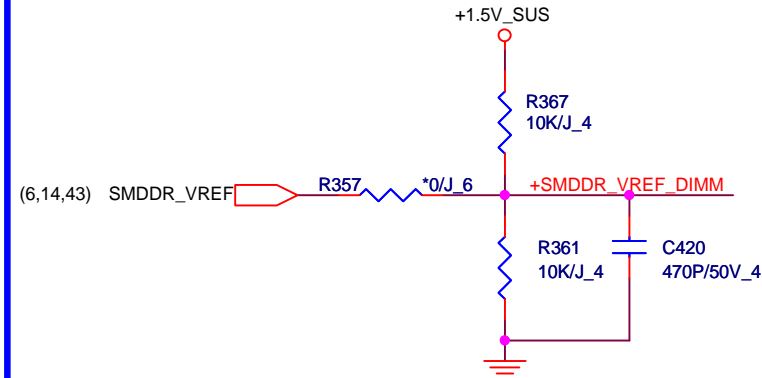 +1.5V_SUS
R367
10K/J_4
(6,14,43) SMDDR_VREF
R357 *0/J_6
+SMDDR_VREF_DIMM
R361
10K/J_4
C420
470P/50V_4